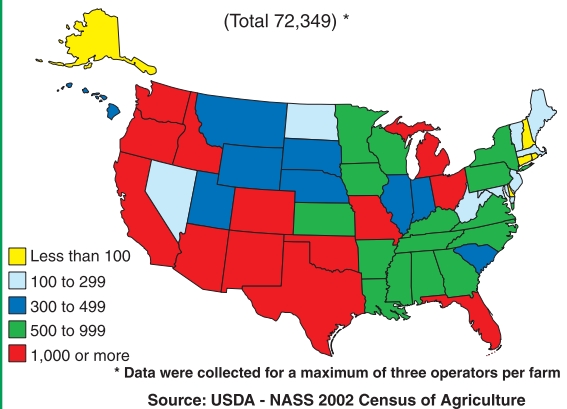 (Total 72,349) *
Less than 100
100 to 299
300 to 499
500 to 999
1,000 or more
* Data were collected for a maximum of three operators per farm
Source: USDA - NASS 2002 Census of Agriculture